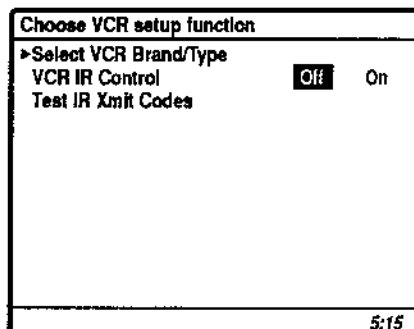 Choose VCR setup function
▸Select VCR Brand/Type
VCR IR Control Off On
Test IR Xmit Codes
5:15